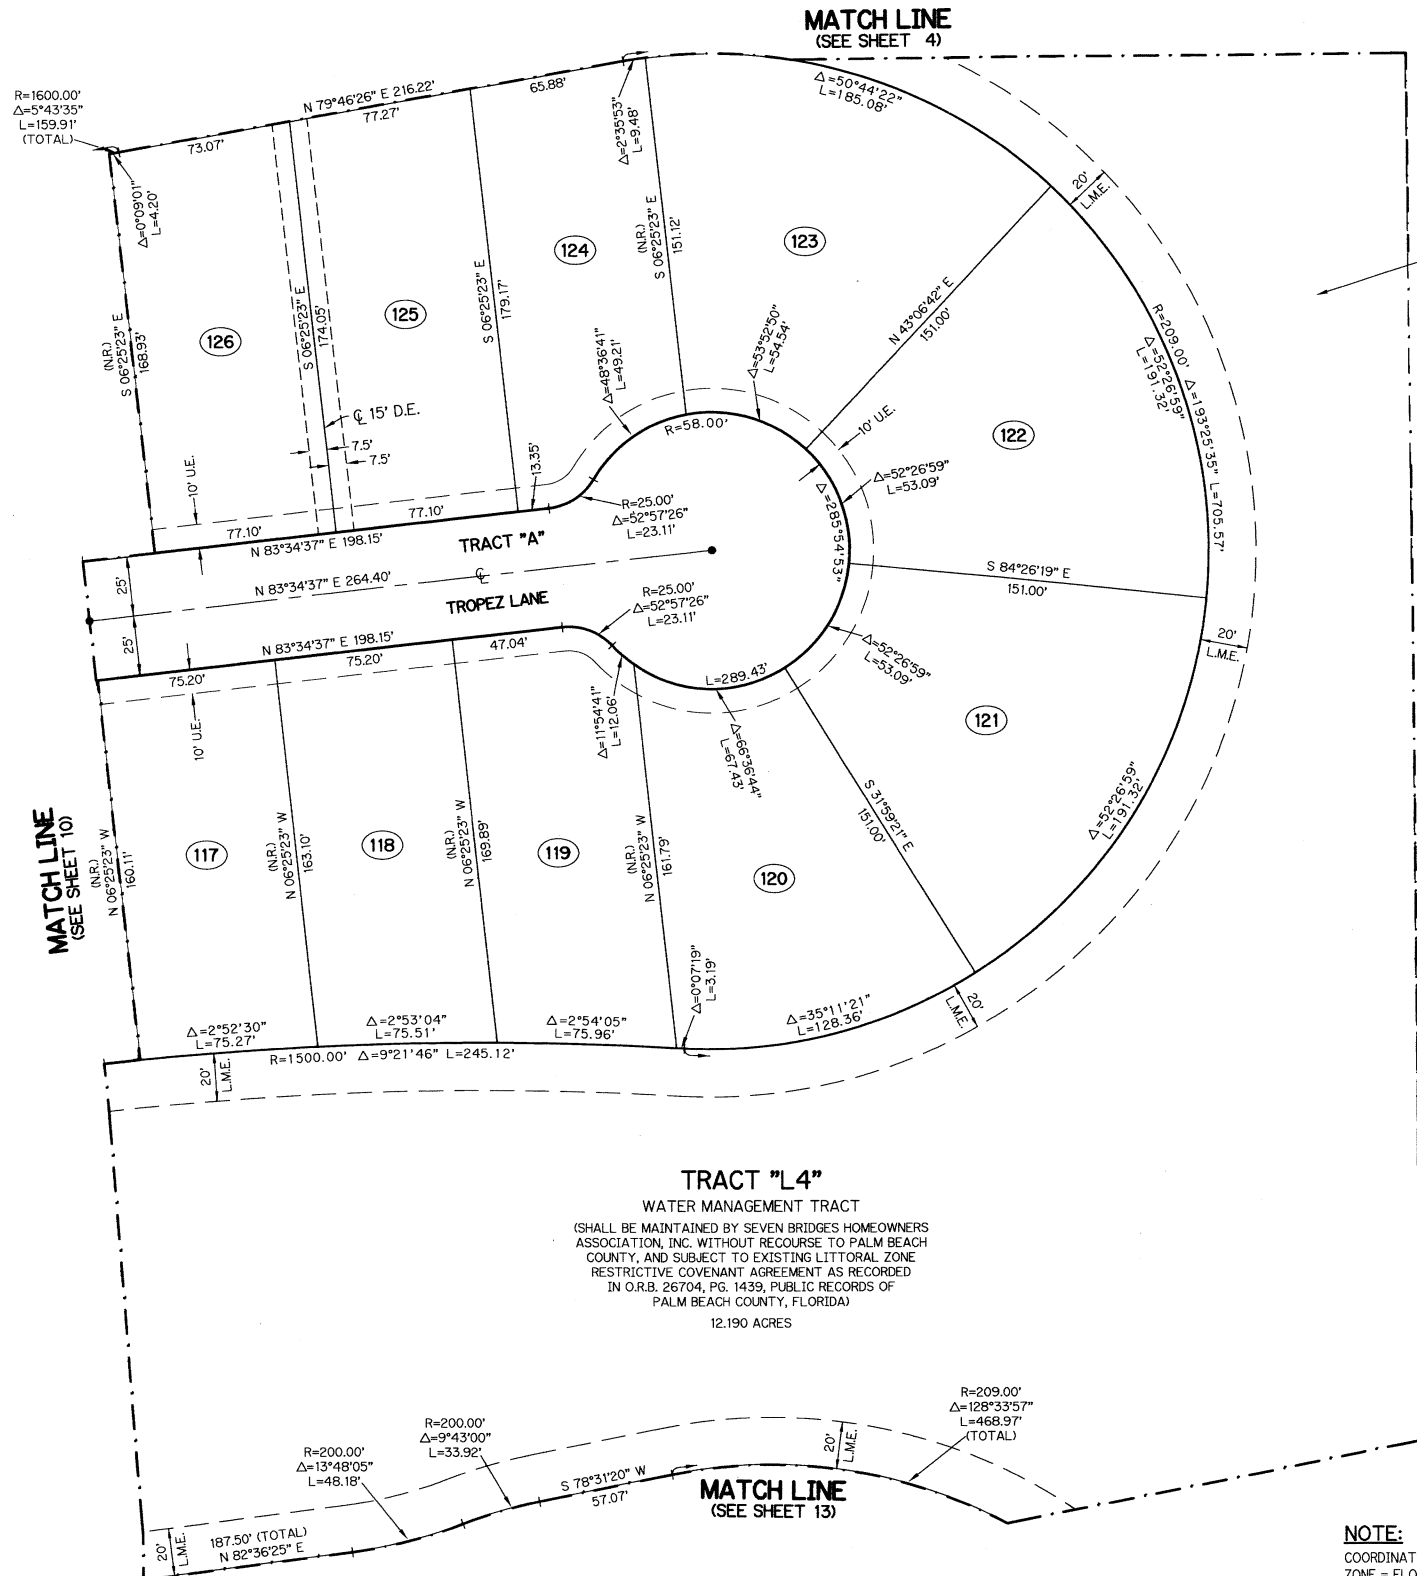 MATCH LINE
(SEE SHEET 4)
R=1600.00'
△=5°43'35"
L=159.91'
(TOTAL)
N 79°46'26" E 216.22'
73.07'
77.27'
65.88'
△=0°09'01"
L=4.20'
△=2°35'53"
L=9.48'
△=50°44'22"
L=185.08'
20'
L.M.E.
(N.R.)
S 06°25'23" E
168.93'
126
S 06°25'23" E
174.05'
125
S 06°25'23" E
179.17'
124
(N.R.)
S 06°25'23" E
151.12'
123
N 43°06'42" E
151.00'
R=209.00' △=193°25'35" L=705.57'
△=52°26'59"
L=191.32'
℄ 15' D.E.
7.5'
7.5'
10' U.E.
△=48°36'41"
L=49.21'
△=53°52'50"
L=54.54'
R=58.00'
10' U.E.
122
13.35'
77.10'
77.10'
N 83°34'37" E 198.15'
R=25.00'
△=52°57'26"
L=23.11'
△=52°26'59"
L=53.09'
△=285°54'53"
TRACT "A"
25'
N 83°34'37" E 264.40'
℄
TROPEZ LANE
25'
R=25.00'
△=52°57'26"
L=23.11'
S 84°26'19" E
151.00'
N 83°34'37" E 198.15'
75.20'
75.20'
47.04'
10' U.E.
△=11°54'41"
L=12.06'
L=289.43'
△=66°36'44"
L=67.43'
△=52°26'59"
L=53.09'
20'
L.M.E.
121
S 31°59'21" E
151.00'
△=52°26'59"
L=191.32'
MATCH LINE
(SEE SHEET 10)
(N.R.)
N 06°25'23" W
160.11'
117
(N.R.)
N 06°25'23" W
163.10'
118
(N.R.)
N 06°25'23" W
169.89'
119
(N.R.)
N 06°25'23" W
161.79'
120
△=0°07'19"
L=3.19'
△=2°52'30"
L=75.27'
△=2°53'04"
L=75.51'
△=2°54'05"
L=75.96'
△=35°11'21"
L=128.36'
20'
L.M.E.
R=1500.00' △=9°21'46" L=245.12'
20'
L.M.E.
TRACT "L4"
WATER MANAGEMENT TRACT
(SHALL BE MAINTAINED BY SEVEN BRIDGES HOMEOWNERS
ASSOCIATION, INC. WITHOUT RECOURSE TO PALM BEACH
COUNTY, AND SUBJECT TO EXISTING LITTORAL ZONE
RESTRICTIVE COVENANT AGREEMENT AS RECORDED
IN O.R.B. 26704, PG. 1439, PUBLIC RECORDS OF
PALM BEACH COUNTY, FLORIDA)
12.190 ACRES
R=209.00'
△=128°33'57"
L=468.97'
(TOTAL)
R=200.00'
△=9°43'00"
L=33.92'
R=200.00'
△=13°48'05"
L=48.18'
20'
L.M.E.
S 78°31'20" W
57.07'
MATCH LINE
(SEE SHEET 13)
20'
L.M.E.
187.50' (TOTAL)
N 82°36'25" E
NOTE:
COORDINAT
ZONE = FLO